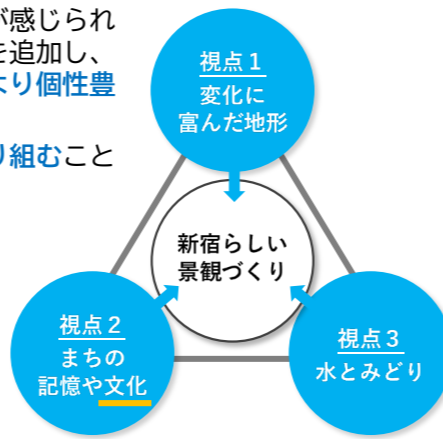 が感じられ
を追加し、
より個性豊
り組むこと
視点１
変化に
富んだ地形
新宿らしい
景観づくり
視点２
まちの
記憶や文化
視点３
水とみどり